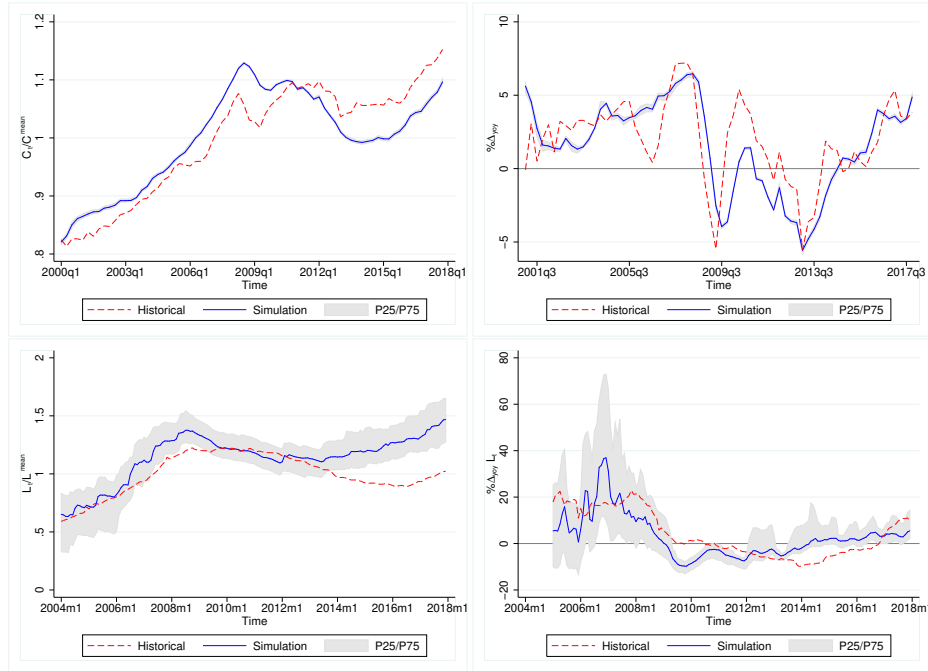 C_t/C^mean
1.2
1.1
1
.9
.8
2000q1 2003q1 2006q1 2009q1 2012q1 2015q1 2018q1
Time
Historical Simulation P25/P75
%Δ_yoy
10
5
0
-5
2001q3 2005q3 2009q3 2013q3 2017q3
Time
Historical Simulation P25/P75
L_t/L^mean
2
1.5
1
.5
0
2004m1 2006m1 2008m1 2010m1 2012m1 2014m1 2016m1 2018m1
Time
Historical Simulation P25/P75
%Δ_yoy L_t
80
60
40
20
0
−20
2004m1 2006m1 2008m1 2010m1 2012m1 2014m1 2016m1 2018m1
Time
Historical Simulation P25/P75